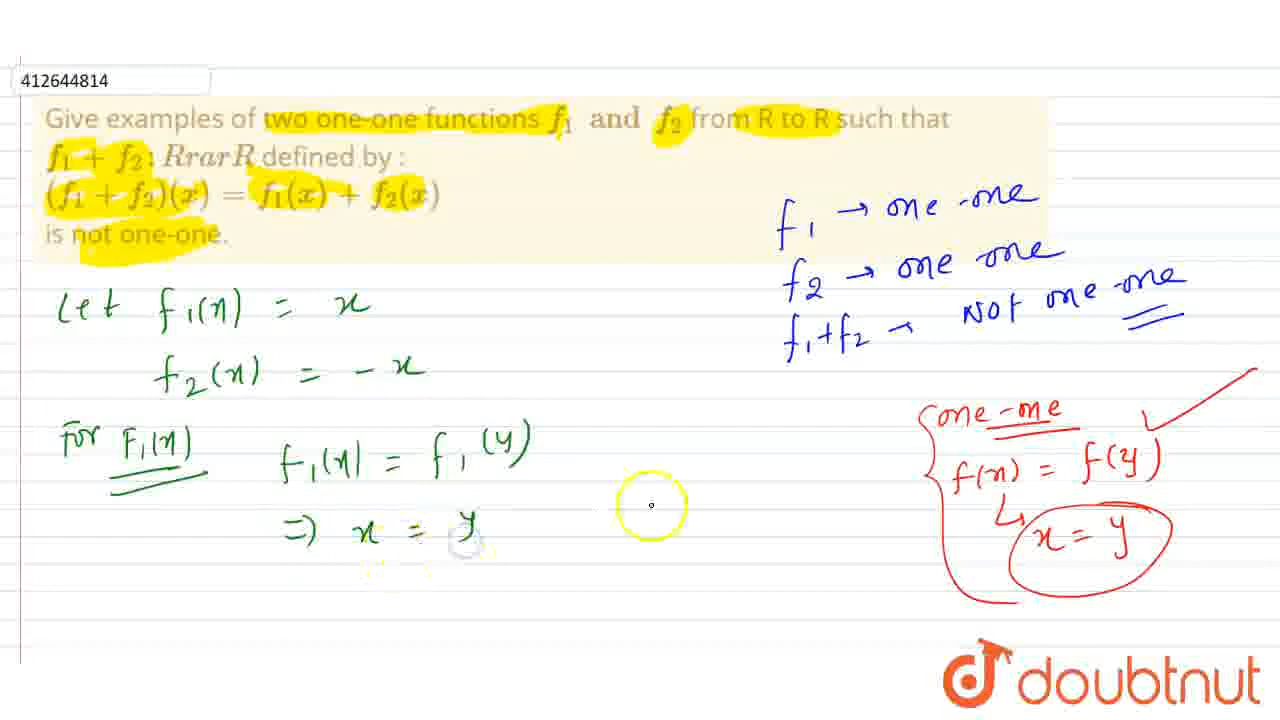 412644814
Give examples of two one-one functions f₁ and f₂ from R to R such that
f₁ + f₂ : RrarR defined by :
(f₁ + f₂)(x) = f₁(x) + f₂(x)
is not one-one.
f₁ → one-one
f₂ → one one
f₁+f₂ → Not one-one
Let f₁(x) = x
f₂(x) = -x
For F₁(x) f₁(x) = f₁(y)
=> x = y
one-one
f(x) = f(y)
↳ x = y
doubtnut